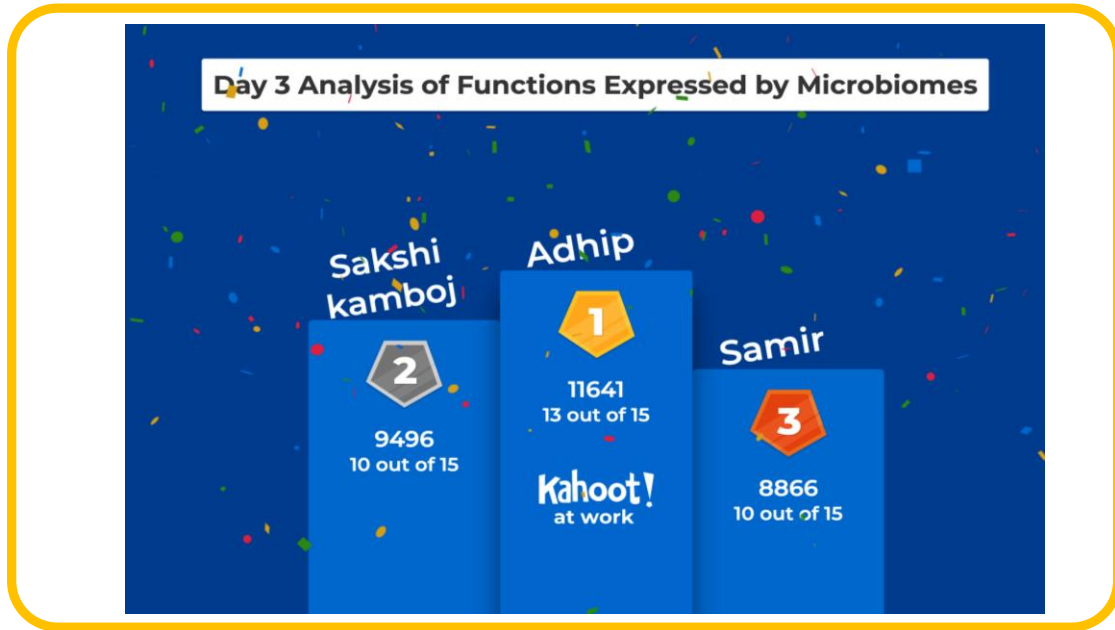 Day 3 Analysis of Functions Expressed by Microbiomes
Sakshi
kamboj
2
9496
10 out of 15
Adhip
1
11641
13 out of 15
Kahoot!
at work
Samir
3
8866
10 out of 15